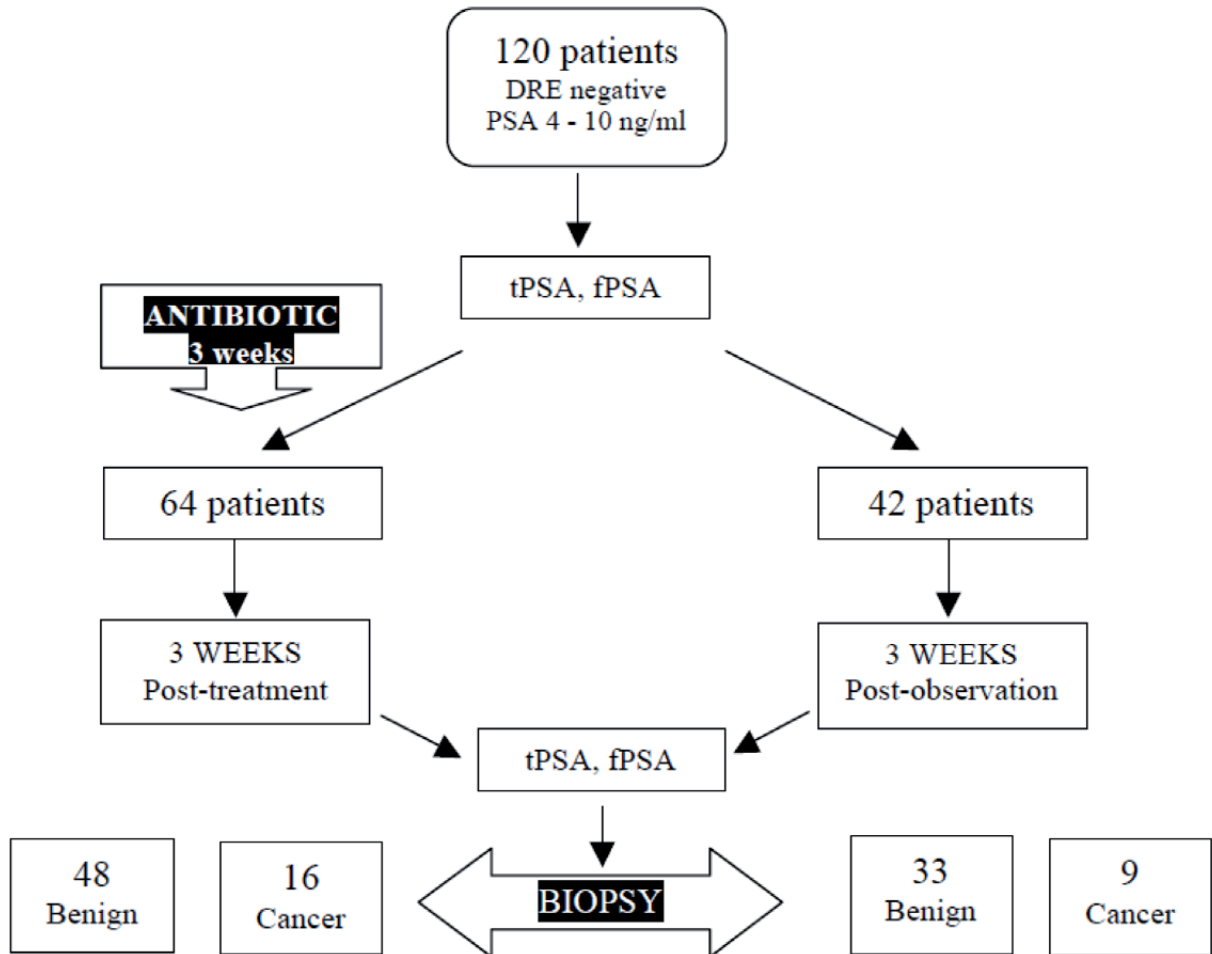 120 patients
DRE negative
PSA 4 - 10 ng/ml
tPSA, fPSA
ANTIBIOTIC
3 weeks
64 patients
42 patients
3 WEEKS
Post-treatment
3 WEEKS
Post-observation
tPSA, fPSA
48
Benign
16
Cancer
BIOPSY
33
Benign
9
Cancer